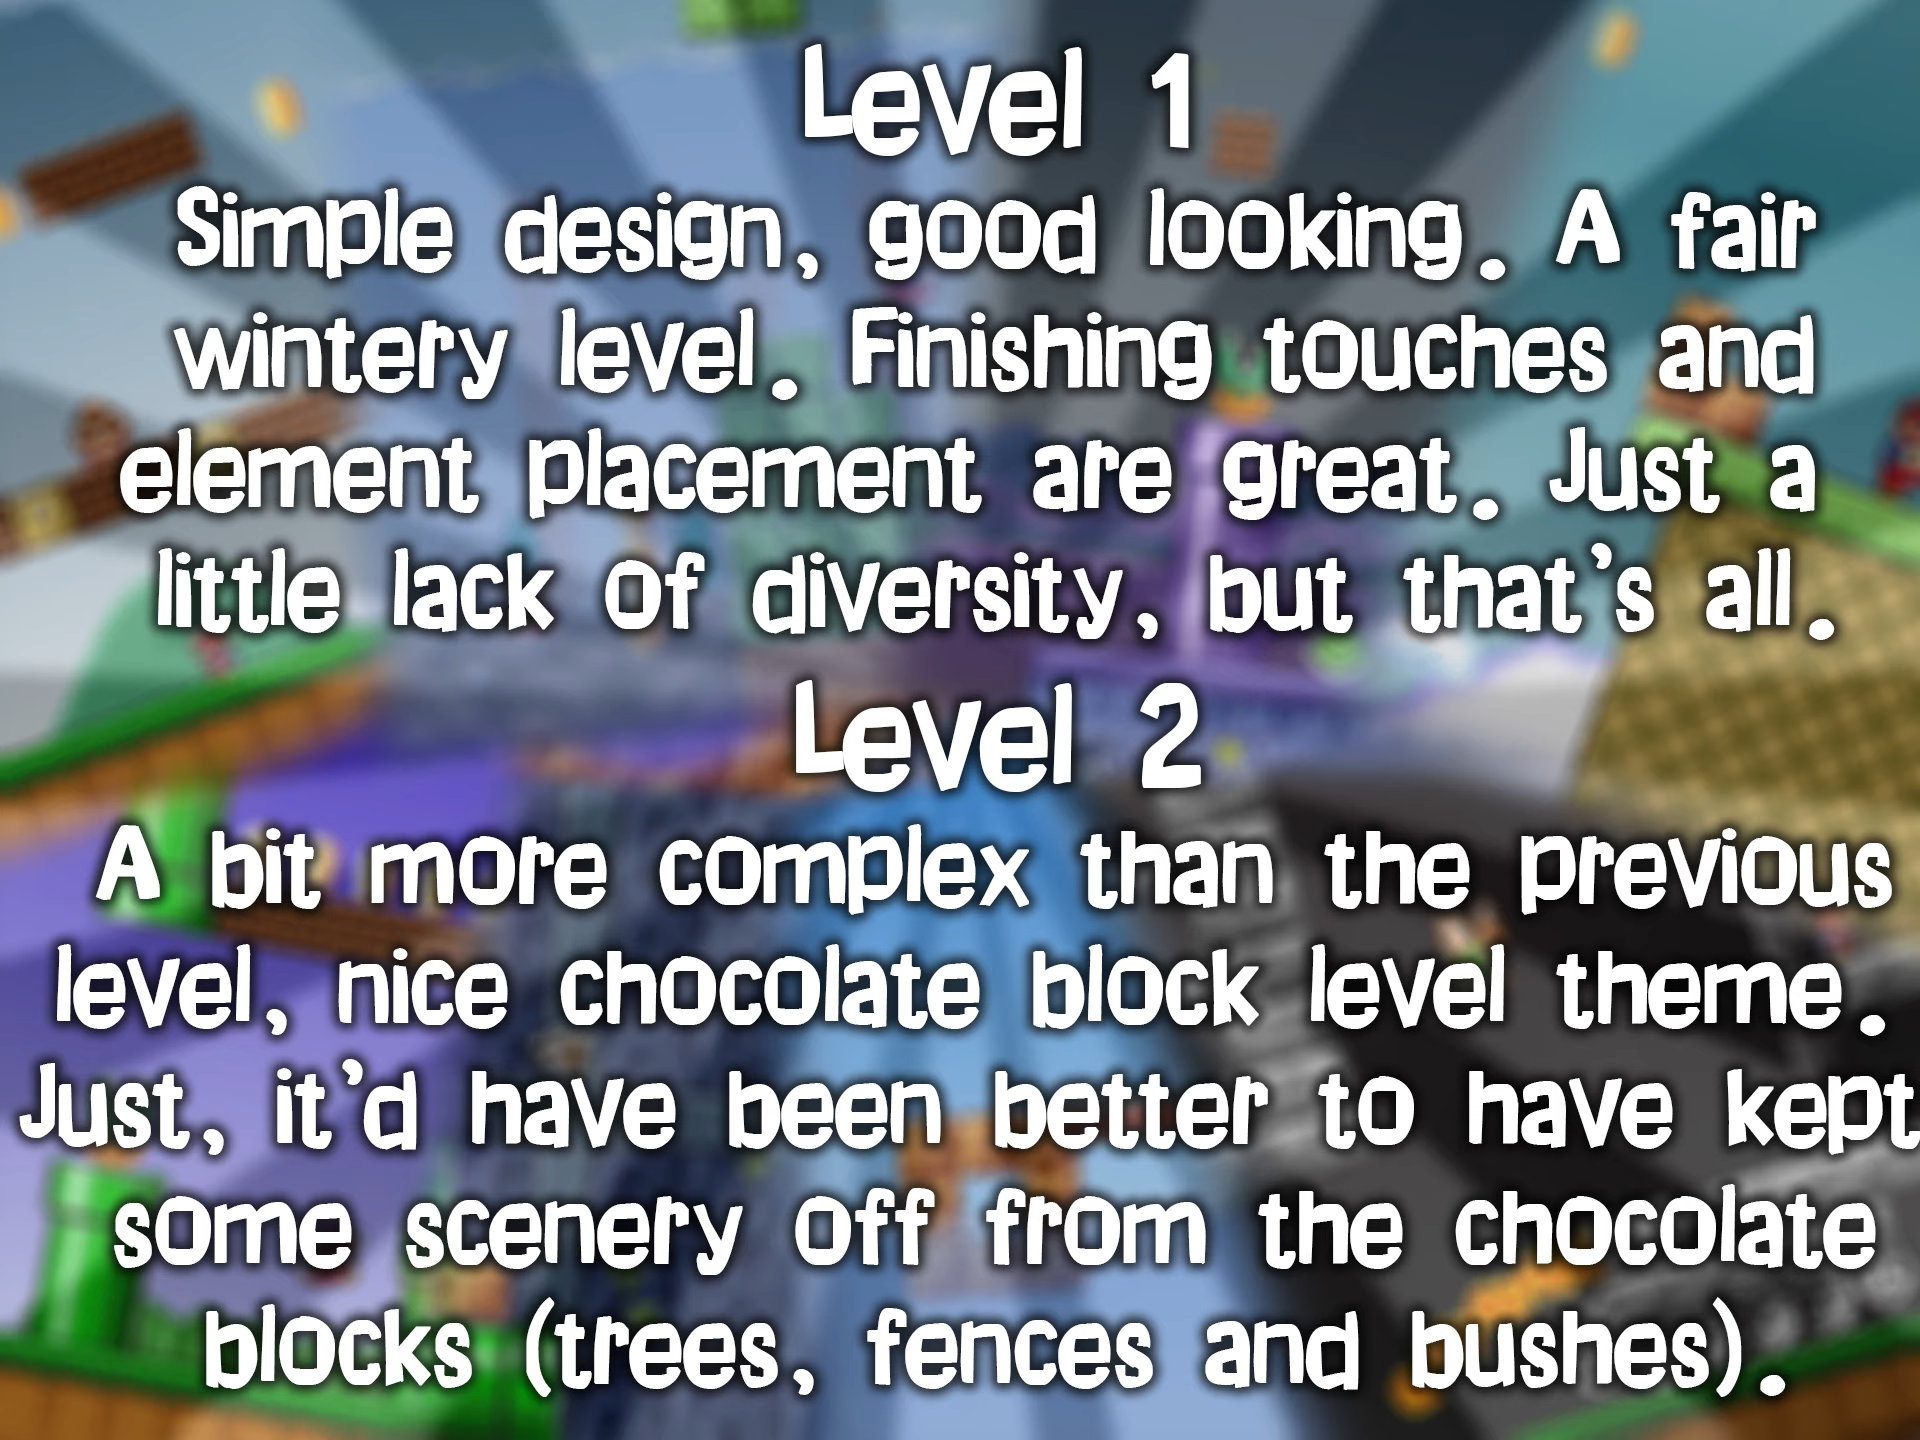 Level 1
Simple design, good looking. A fair
wintery level. Finishing touches and
element placement are great. Just a
little lack of diversity, but that's all.
Level 2
A bit more complex than the previous
level, nice chocolate block level theme.
Just, it'd have been better to have kept
some scenery off from the chocolate
blocks (trees, fences and bushes).